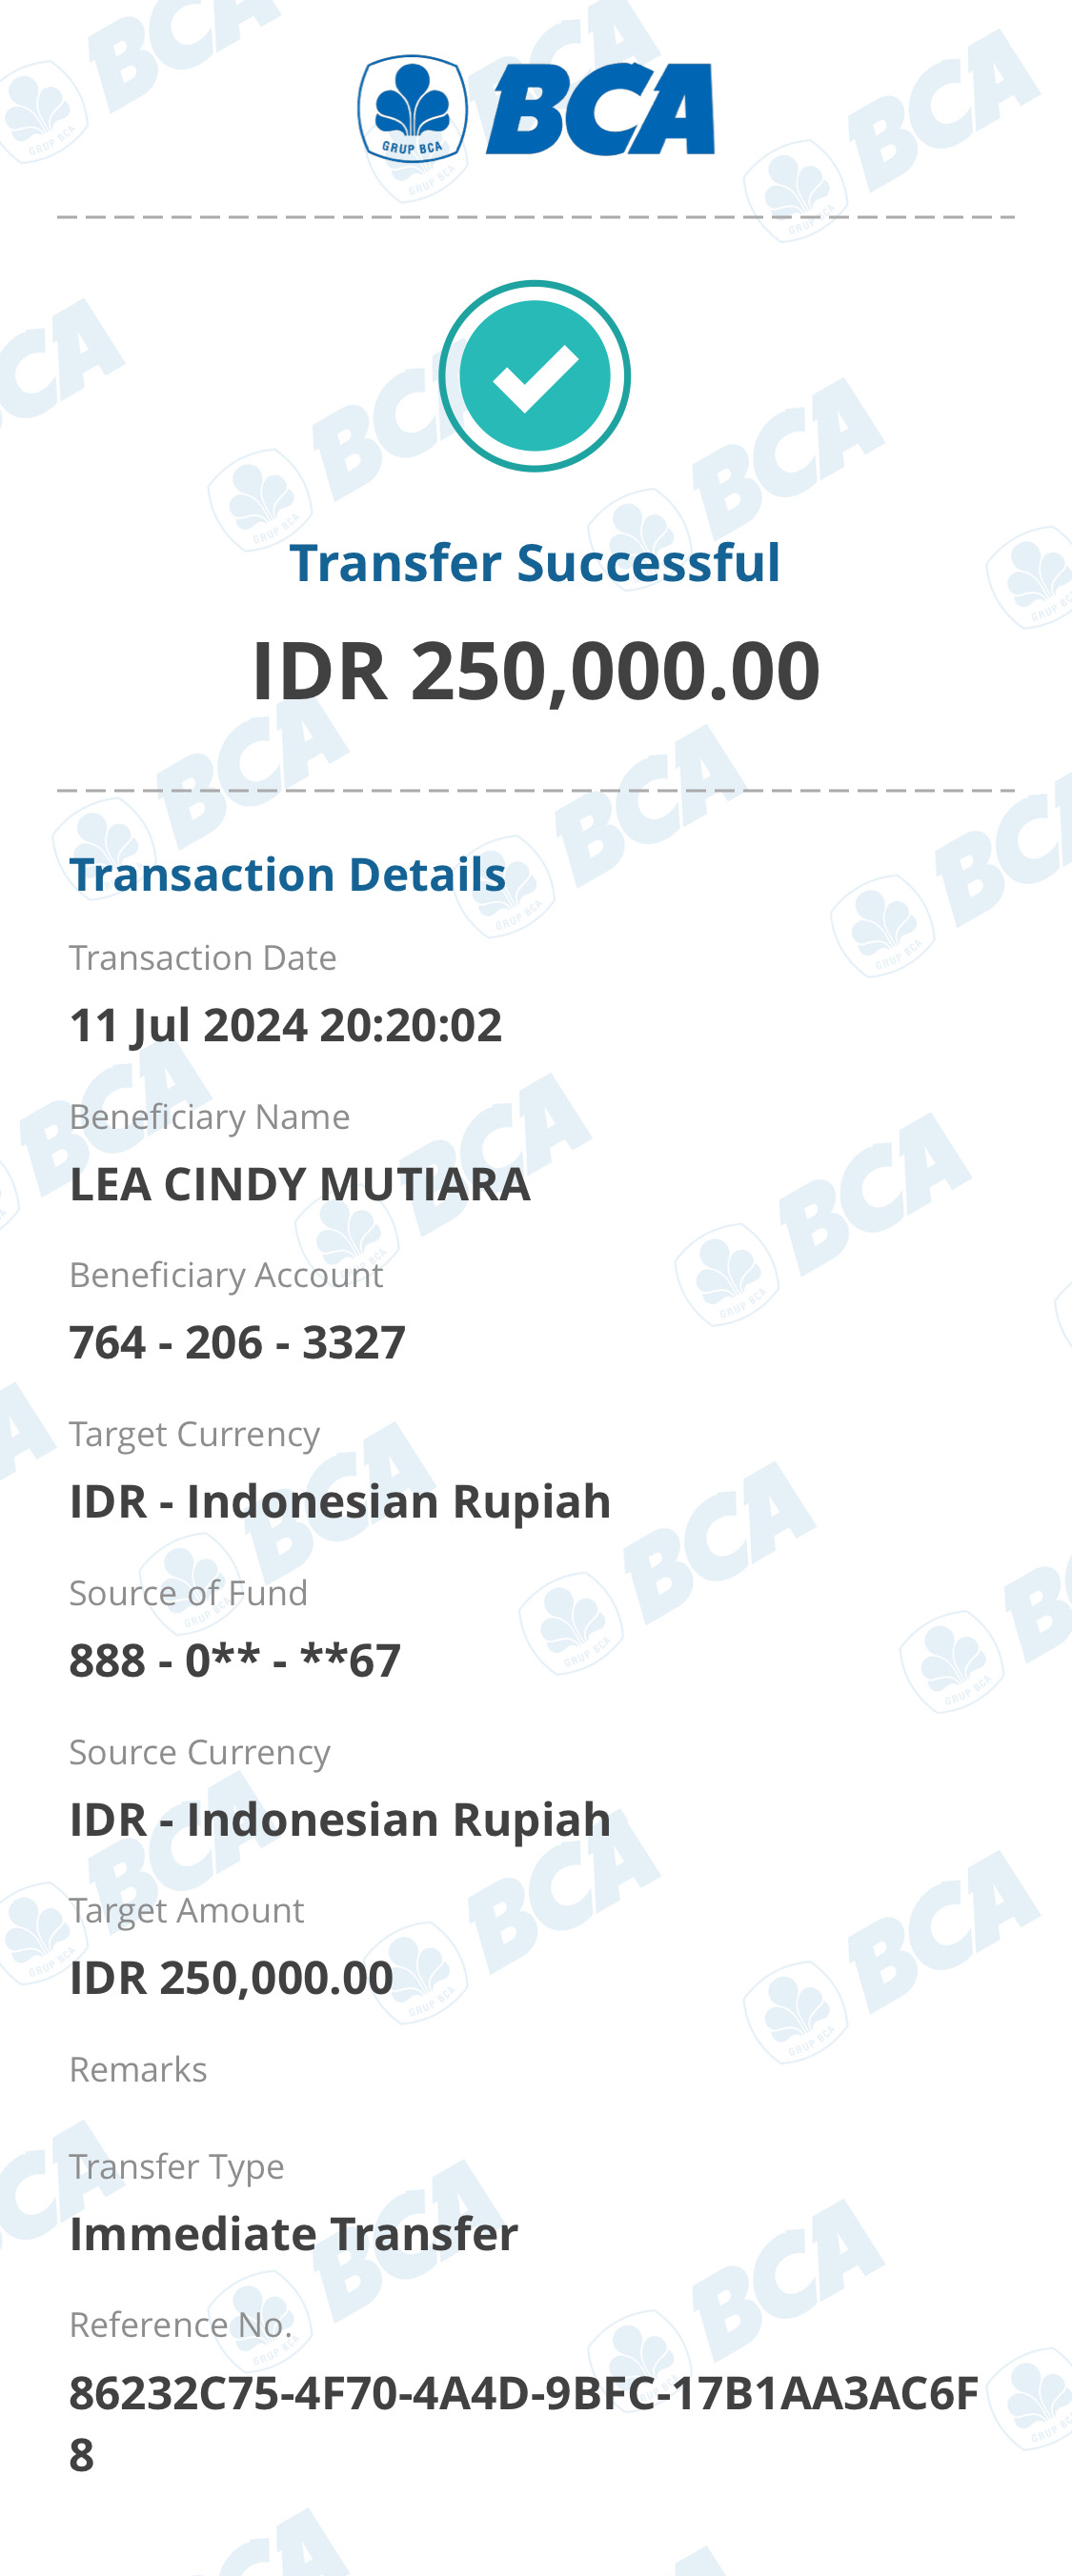 GRUP BCA
BCA
Transfer Successful
IDR 250,000.00
Transaction Details
Transaction Date
11 Jul 2024 20:20:02
Beneficiary Name
LEA CINDY MUTIARA
Beneficiary Account
764 - 206 - 3327
Target Currency
IDR - Indonesian Rupiah
Source of Fund
888 - 0** - **67
Source Currency
IDR - Indonesian Rupiah
Target Amount
IDR 250,000.00
Remarks
Transfer Type
Immediate Transfer
Reference No.
86232C75-4F70-4A4D-9BFC-17B1AA3AC6F
8